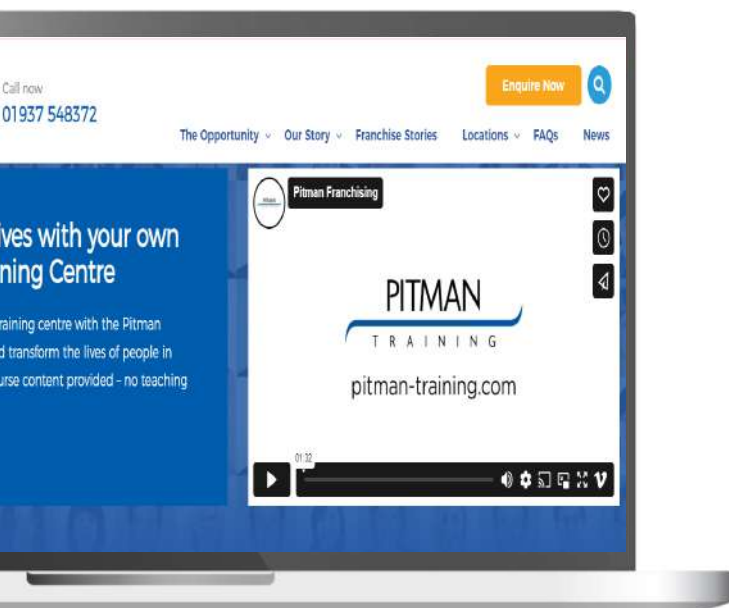 Call now
01937 548372
Enquire Now
The Opportunity
Our Story
Franchise Stories
Locations
FAQs
News
ives with your own
ning Centre
raining centre with the Pitman
d transform the lives of people in
urse content provided - no teaching
Pitman Franchising
PITMAN
TRAINING
pitman-training.com
01:32